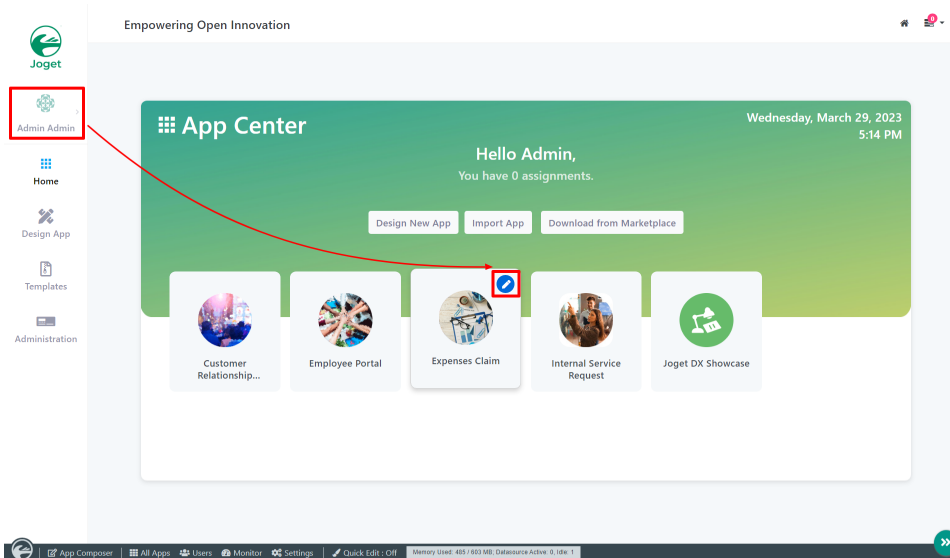 Empowering Open Innovation
0
Joget
Admin Admin
Home
Design App
Templates
Administration
App Center
Wednesday, March 29, 2023
5:14 PM
Hello Admin,
You have 0 assignments.
Design New App
Import App
Download from Marketplace
Customer
Relationship...
Employee Portal
Expenses Claim
Internal Service
Request
Joget DX Showcase
App Composer
All Apps
Users
Monitor
Settings
Quick Edit : Off
Memory Used: 485 / 603 MB, Datasource Active: 0, Idle: 1